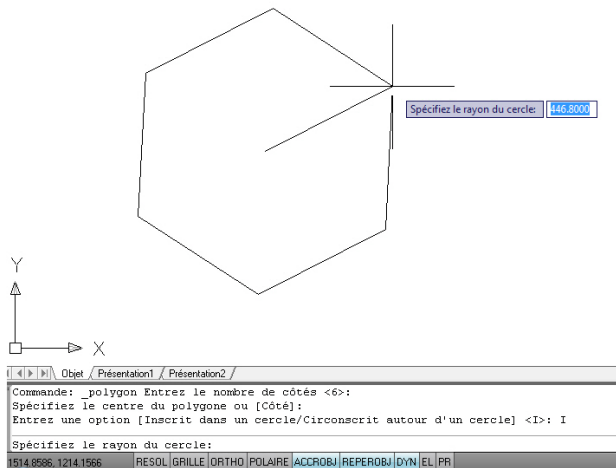 Spécifiez le rayon du cercle: 446.8000
Y
X
Objet Présentation1 Présentation2
Commande: _polygon Entrez le nombre de côtés <6>:
Spécifiez le centre du polygone ou [Côté]:
Entrez une option [Inscrit dans un cercle/Circonscrit autour d'un cercle] <I>: I
Spécifiez le rayon du cercle:
1514.8586, 1214.1566 RESOL GRILLE ORTHO POLAIRE ACCROBJ REPEROBJ DYN EL PR